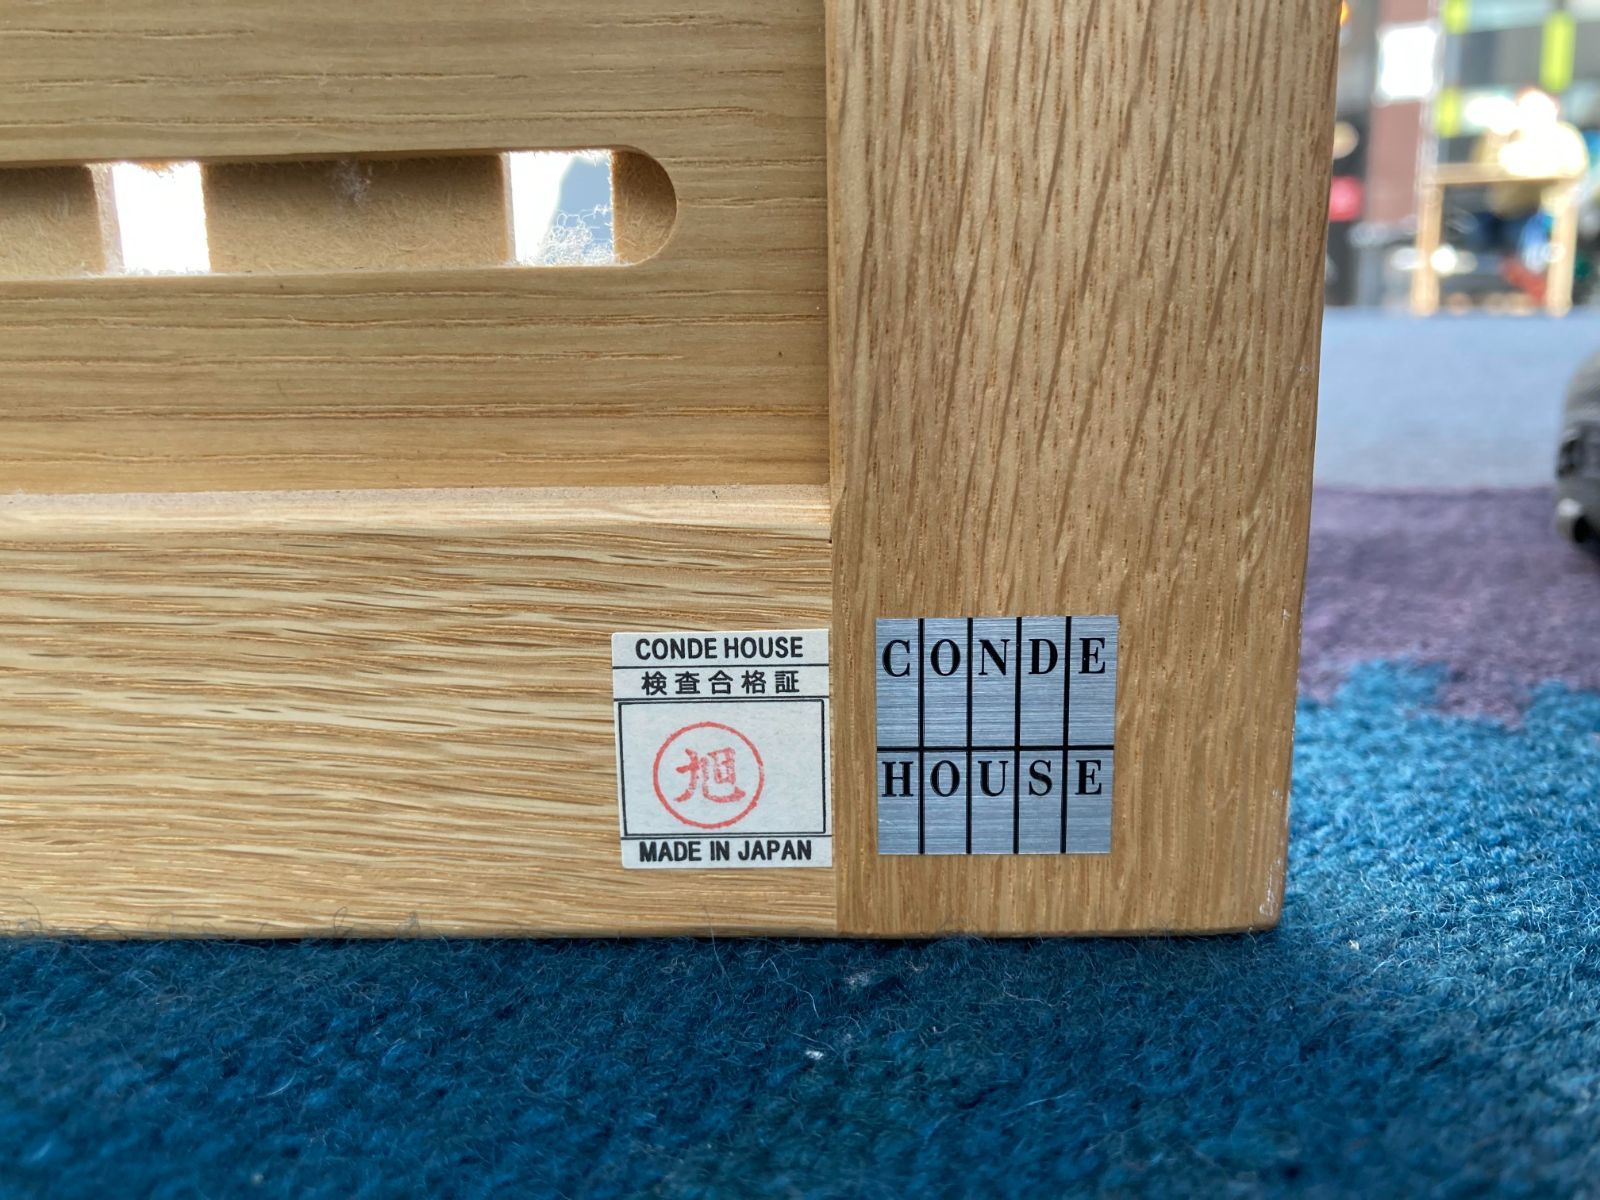 CONDE HOUSE
検査合格証
旭
MADE IN JAPAN
CONDE
HOUSE